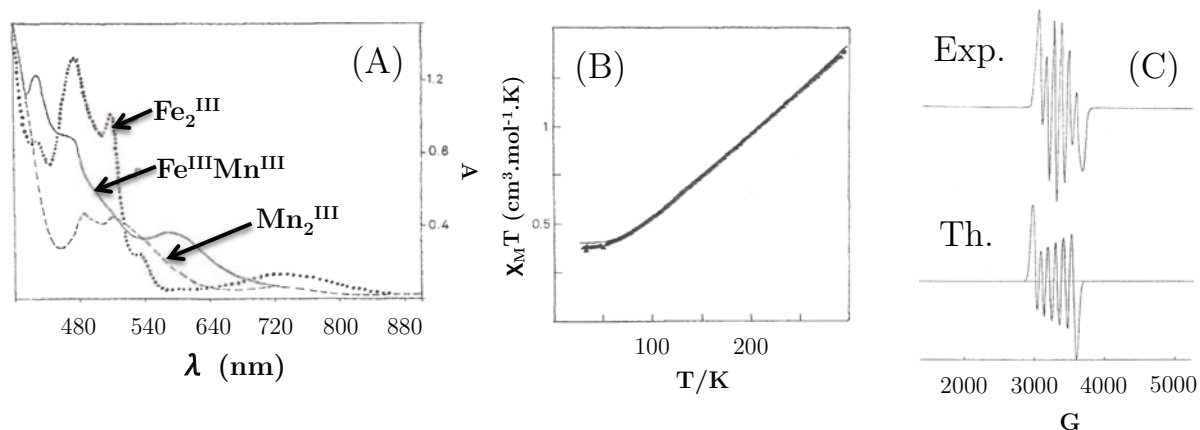 (A)
1.2
0.8
0.4
A
Fe₂ᴵᴵᴵ
FeᴵᴵᴵMnᴵᴵᴵ
Mn₂ᴵᴵᴵ
480 540 640 720 800 880
λ (nm)
(B)
1
0.5
χMT (cm³.mol⁻¹.K)
100 200
T/K
Exp.
(C)
Th.
2000 3000 4000 5000
G